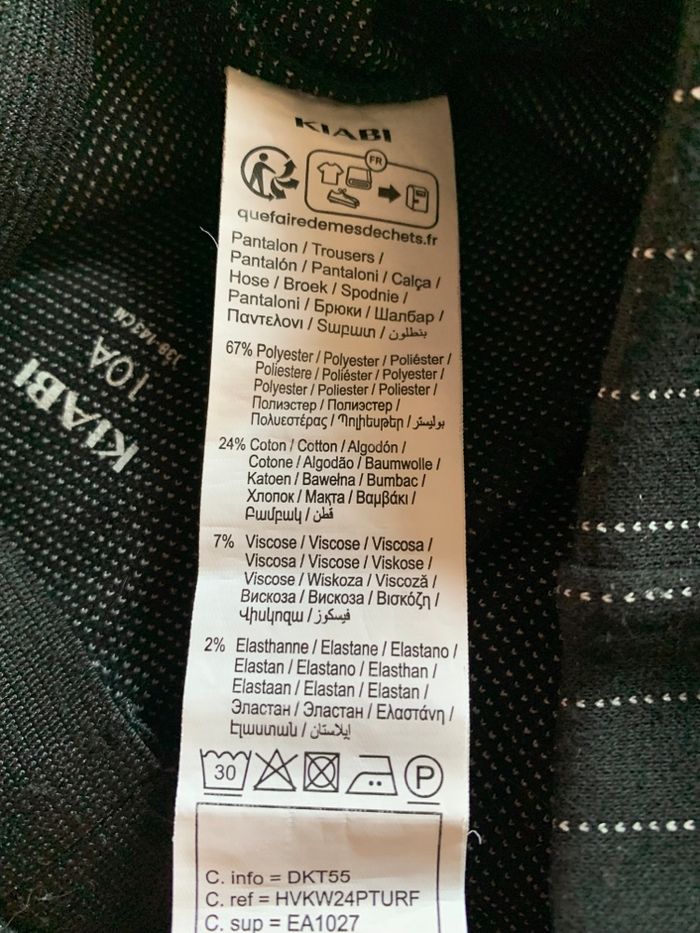 KIABI
FR
quefairedemesdechets.fr
Pantalon / Trousers /
Pantalón / Pantaloni / Calça /
Hose / Broek / Spodnie /
Pantaloni / Брюки / Шалбар /
Παντελονι / Տաբատ / بنطلون
67% Polyester / Polyester / Poliéster /
Poliestere / Poliéster / Polyester /
Polyester / Poliester / Poliester /
Полиэстер / Полиэстер /
Πολυεστέρας / Պոլիեսթեր / بوليستر
24% Coton / Cotton / Algodón /
Cotone / Algodão / Baumwolle /
Katoen / Bawełna / Bumbac /
Хлопок / Мақта / Βαμβάκι /
Բամբակ / قطن
7% Viscose / Viscose / Viscosa /
Viscosa / Viscose / Viskose /
Viscose / Wiskoza / Viscoză /
Вискоза / Вискоза / Βισκόζη /
Վիսկոզա / فيسكوز
2% Elasthanne / Elastane / Elastano /
Elastan / Elastano / Elasthan /
Elastaan / Elastan / Elastan /
Эластан / Эластан / Ελαστάνη /
Էլաստան / إيلاستان
30 P
C. info = DKT55
C. ref = HVKW24PTURF
C. sup = EA1027
KIABI
10A
138-143 CM